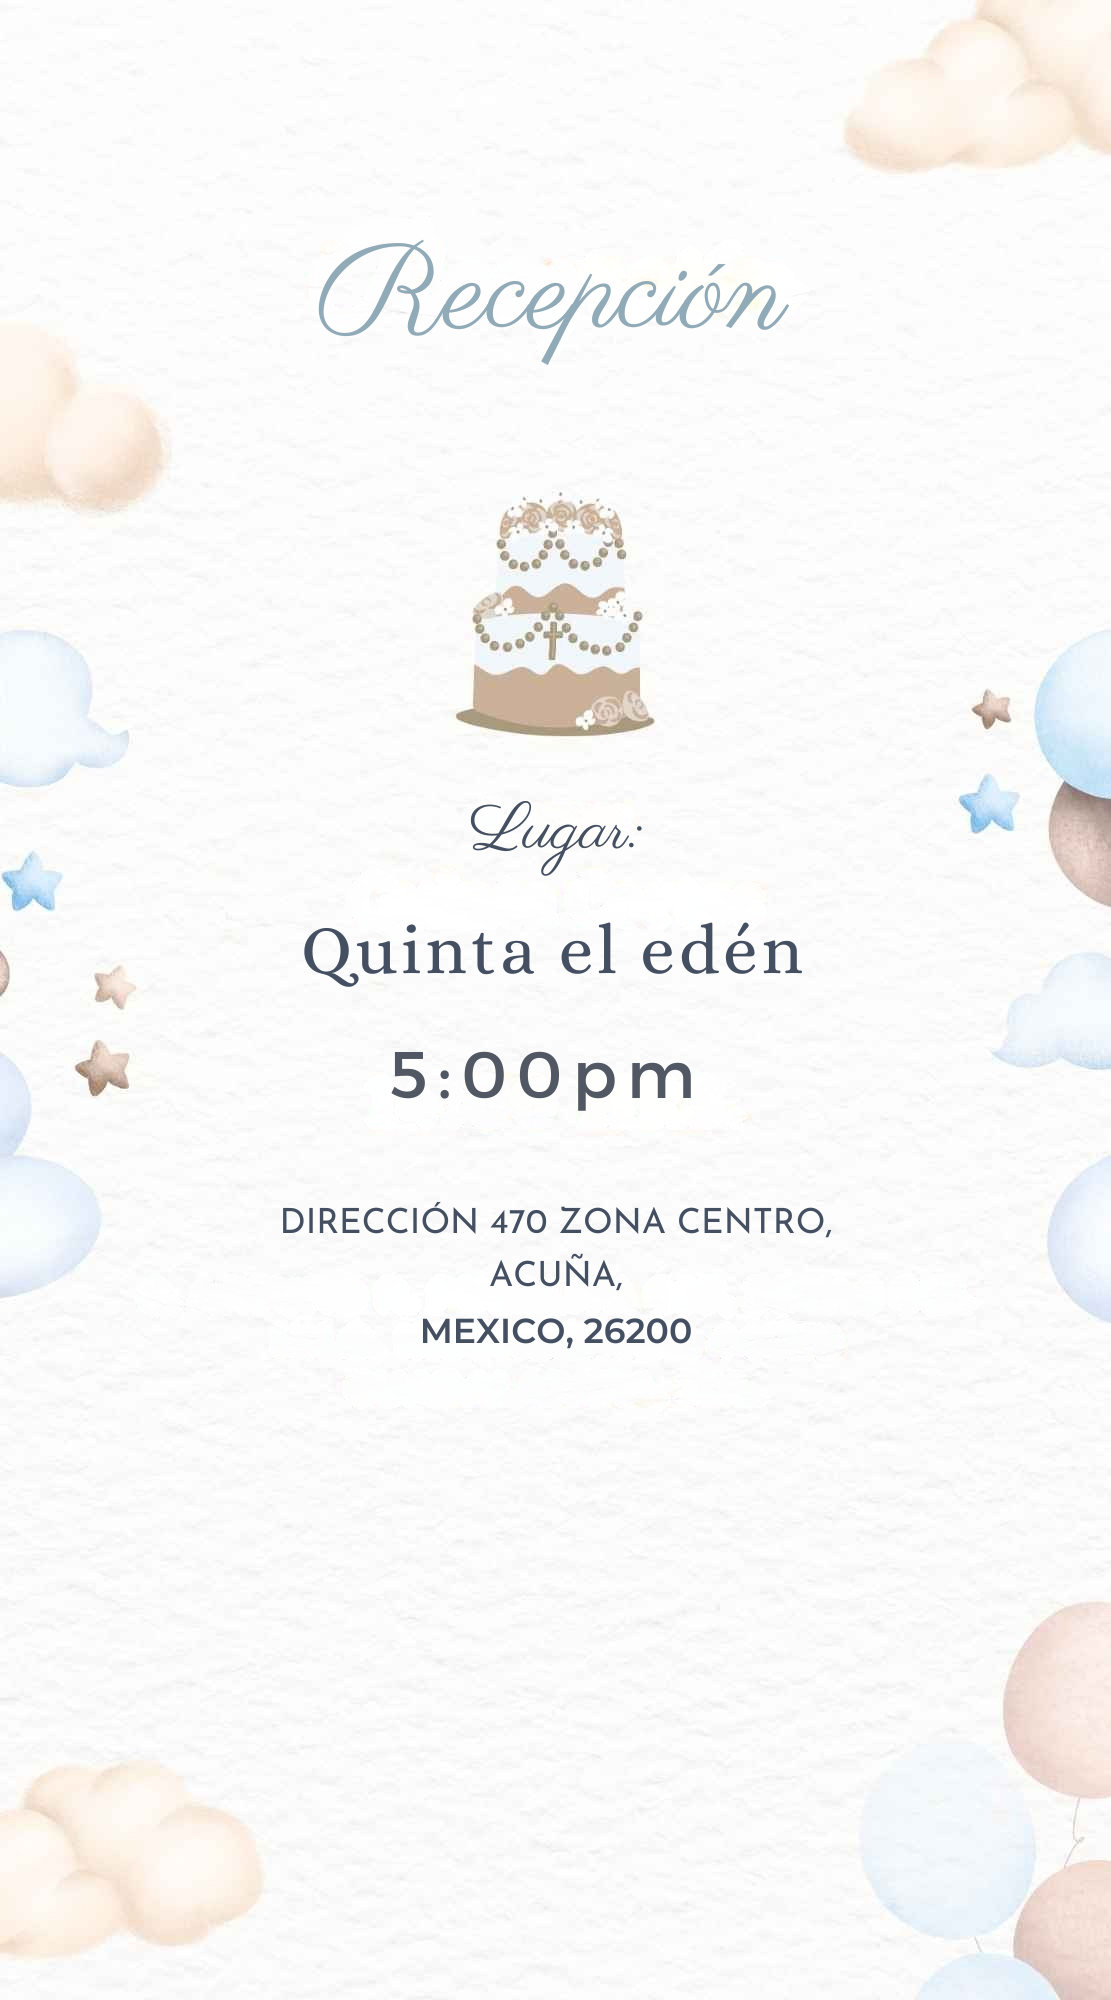 Recepción
Lugar:
Quinta el edén
5:00pm
DIRECCIÓN 470 ZONA CENTRO,
ACUÑA,
MEXICO, 26200